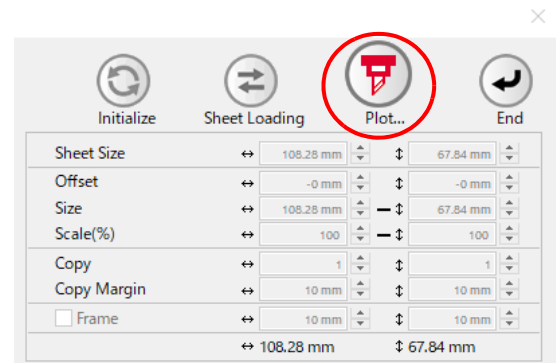 Initialize Sheet Loading Plot... End
Sheet Size ↔ 108.28 mm ↕ 67.84 mm
Offset ↔ -0 mm ↕ -0 mm
Size ↔ 108.28 mm ↕ 67.84 mm
Scale(%) ↔ 100 ↕ 100
Copy ↔ 1 ↕ 1
Copy Margin ↔ 10 mm ↕ 10 mm
Frame ↔ 10 mm ↕ 10 mm
↔ 108.28 mm ↕ 67.84 mm